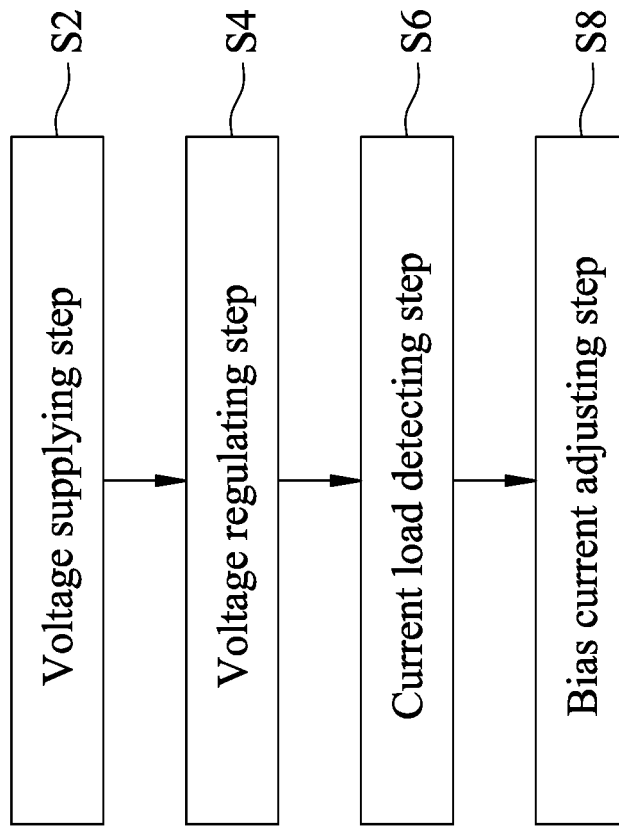 Voltage supplying step
S2
Voltage regulating step
S4
Current load detecting step
S6
Bias current adjusting step
S8